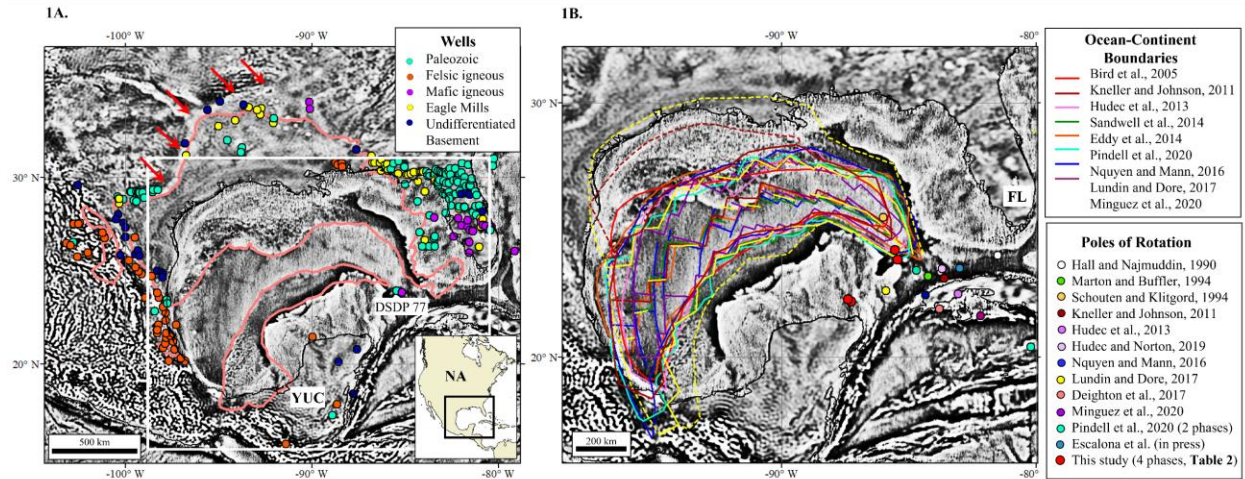 1A.
1B.
-100° W
-90° W
30° N
20° N
-100° W
-90° W
-80° W
Wells
Paleozoic
Felsic igneous
Mafic igneous
Eagle Mills
Undifferentiated
Basement
DSDP 77
YUC
NA
500 km
-90° W
-80°
30° N
20° N
-90° W
-80° W
FL
200 km
Ocean-Continent
Boundaries
Bird et al., 2005
Kneller and Johnson, 2011
Hudec et al., 2013
Sandwell et al., 2014
Eddy et al., 2014
Pindell et al., 2020
Nquyen and Mann, 2016
Lundin and Dore, 2017
Minguez et al., 2020
Poles of Rotation
Hall and Najmuddin, 1990
Marton and Buffler, 1994
Schouten and Klitgord, 1994
Kneller and Johnson, 2011
Hudec et al., 2013
Hudec and Norton, 2019
Nquyen and Mann, 2016
Lundin and Dore, 2017
Deighton et al., 2017
Minguez et al., 2020
Pindell et al., 2020 (2 phases)
Escalona et al. (in press)
This study (4 phases, Table 2)